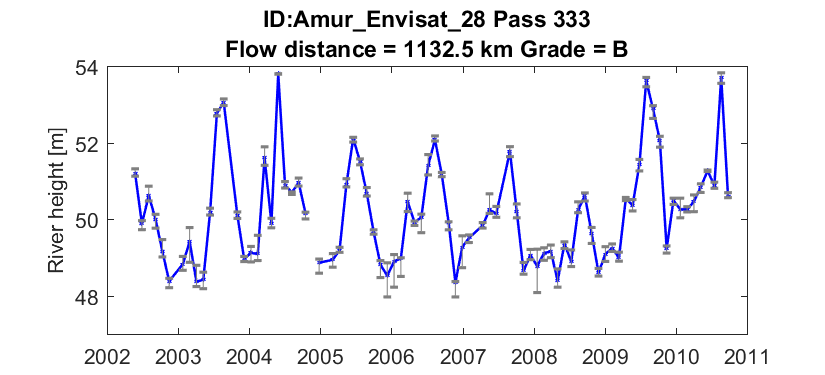 ID:Amur_Envisat_28 Pass 333
Flow distance = 1132.5 km Grade = B
River height [m]
54
52
50
48
2002 2003 2004 2005 2006 2007 2008 2009 2010 2011